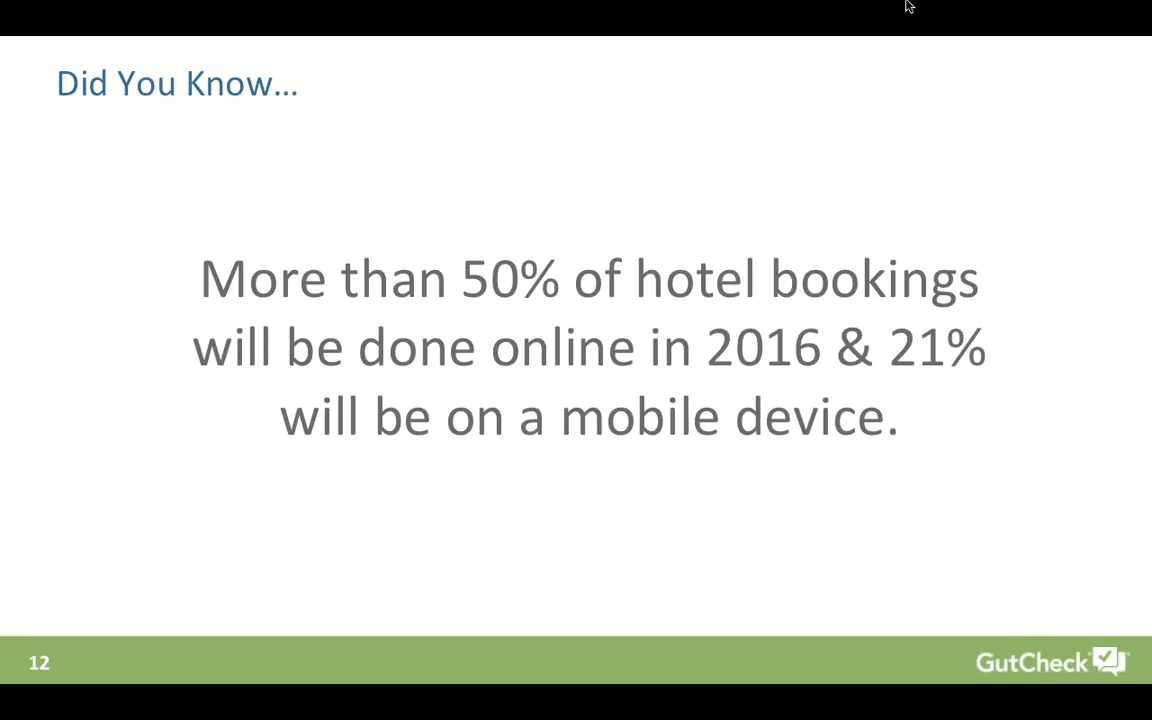 Did You Know...
More than 50% of hotel bookings
will be done online in 2016 & 21%
will be on a mobile device.
12
GutCheck